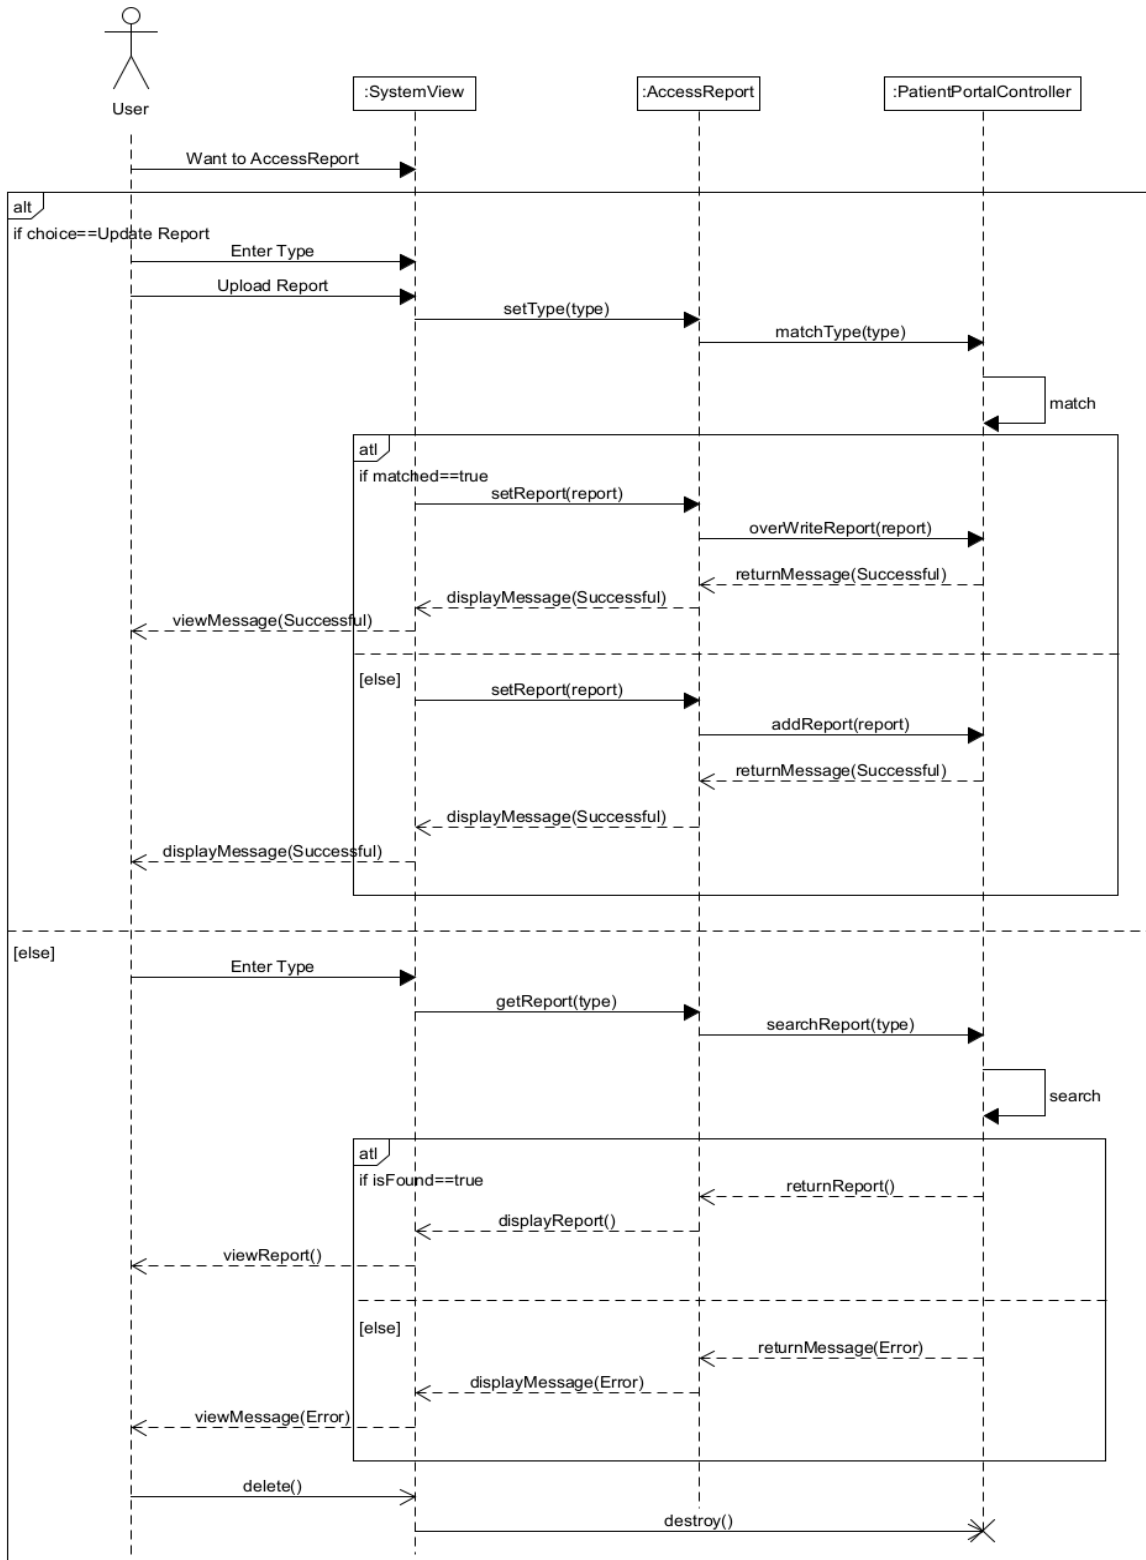 User
:SystemView
:AccessReport
:PatientPortalController
Want to AccessReport
alt
if choice==Update Report
Enter Type
Upload Report
setType(type)
matchType(type)
match
atl
if matched==true
setReport(report)
overWriteReport(report)
returnMessage(Successful)
displayMessage(Successful)
viewMessage(Successful)
[else]
setReport(report)
addReport(report)
returnMessage(Successful)
displayMessage(Successful)
displayMessage(Successful)
[else]
Enter Type
getReport(type)
searchReport(type)
search
atl
if isFound==true
returnReport()
displayReport()
viewReport()
[else]
returnMessage(Error)
displayMessage(Error)
viewMessage(Error)
delete()
destroy()